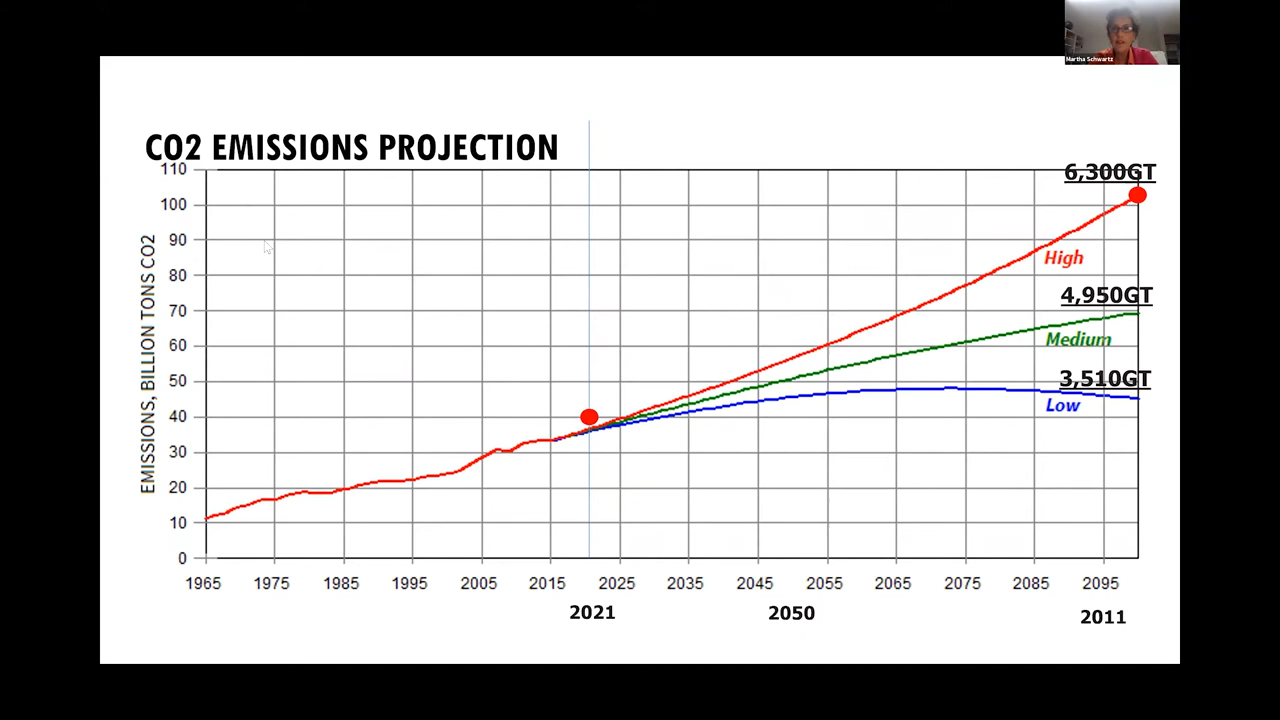 Martha Schwartz
CO2 EMISSIONS PROJECTION
EMISSIONS, BILLION TONS CO2
110
100
90
80
70
60
50
40
30
20
10
0
6,300GT
High
4,950GT
Medium
3,510GT
Low
1965 1975 1985 1995 2005 2015 2025 2035 2045 2055 2065 2075 2085 2095
2021 2050 2011